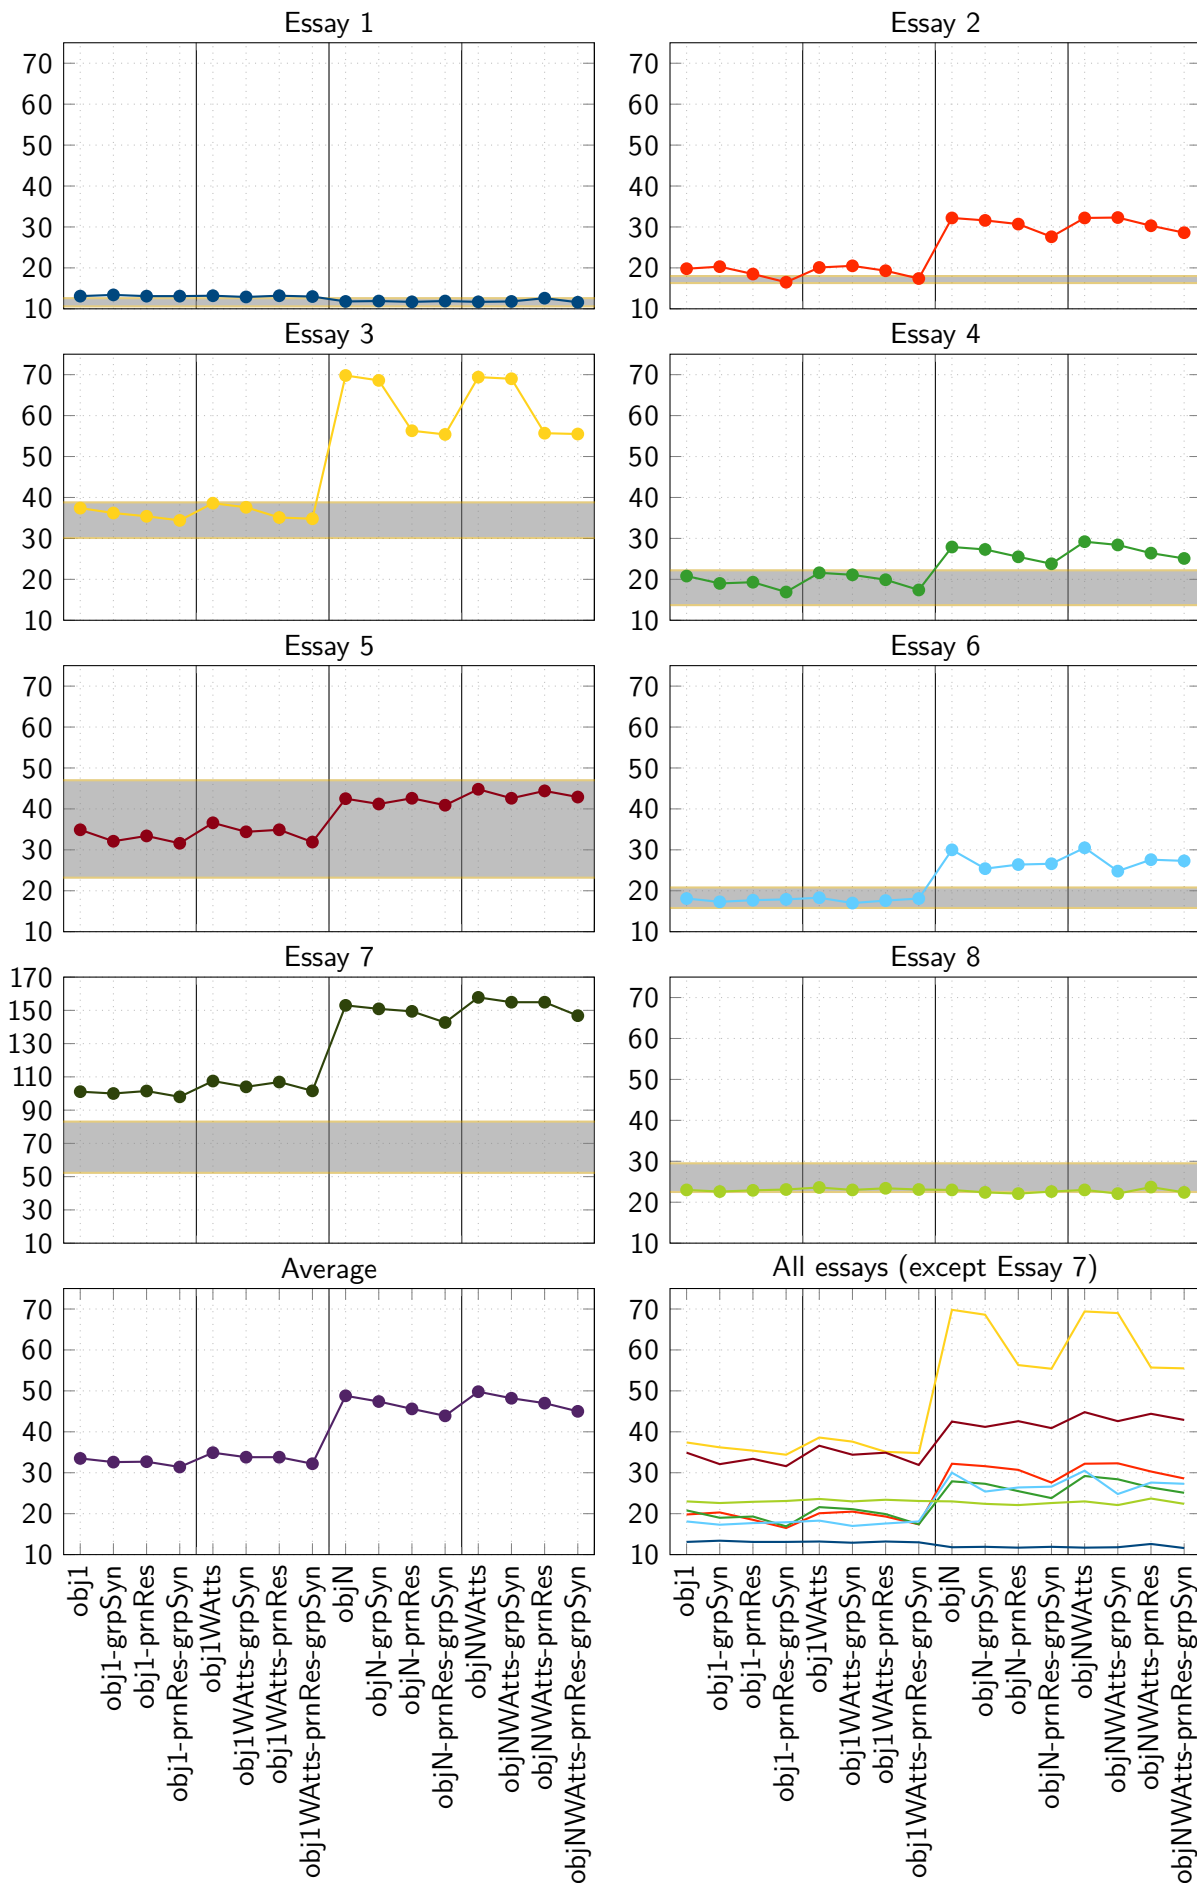 Essay 1
70
60
50
40
30
20
10
Essay 2
70
60
50
40
30
20
10
Essay 3
70
60
50
40
30
20
10
Essay 4
70
60
50
40
30
20
10
Essay 5
70
60
50
40
30
20
10
Essay 6
70
60
50
40
30
20
10
Essay 7
170
150
130
110
90
70
50
30
10
Essay 8
70
60
50
40
30
20
10
Average
70
60
50
40
30
20
10
obj1
obj1-grpSyn
obj1-prnRes
obj1-prnRes-grpSyn
obj1WAtts
obj1WAtts-grpSyn
obj1WAtts-prnRes
obj1WAtts-prnRes-grpSyn
objN
objN-grpSyn
objN-prnRes
objN-prnRes-grpSyn
objNWAtts
objNWAtts-grpSyn
objNWAtts-prnRes
objNWAtts-prnRes-grpSyn
All essays (except Essay 7)
70
60
50
40
30
20
10
obj1
obj1-grpSyn
obj1-prnRes
obj1-prnRes-grpSyn
obj1WAtts
obj1WAtts-grpSyn
obj1WAtts-prnRes
obj1WAtts-prnRes-grpSyn
objN
objN-grpSyn
objN-prnRes
objN-prnRes-grpSyn
objNWAtts
objNWAtts-grpSyn
objNWAtts-prnRes
objNWAtts-prnRes-grpSyn